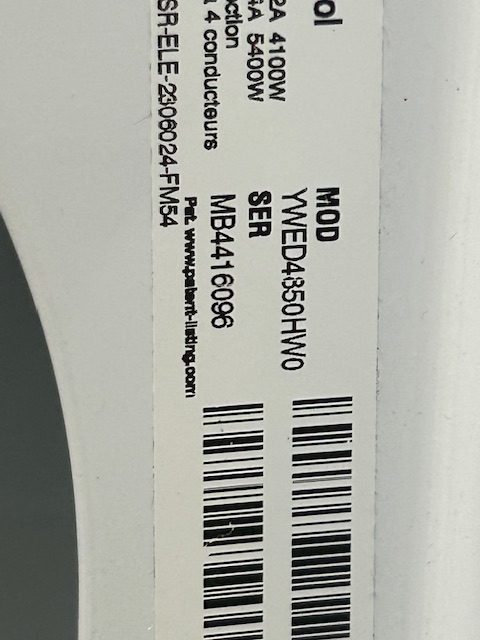 ol
2A 4100W
GA 5400W
ction
4 conducteurs
SR-ELE-2306024-FM54
MOD
YWED4850HW0
SER
MB4416096
Pat. www.patent-listing.com